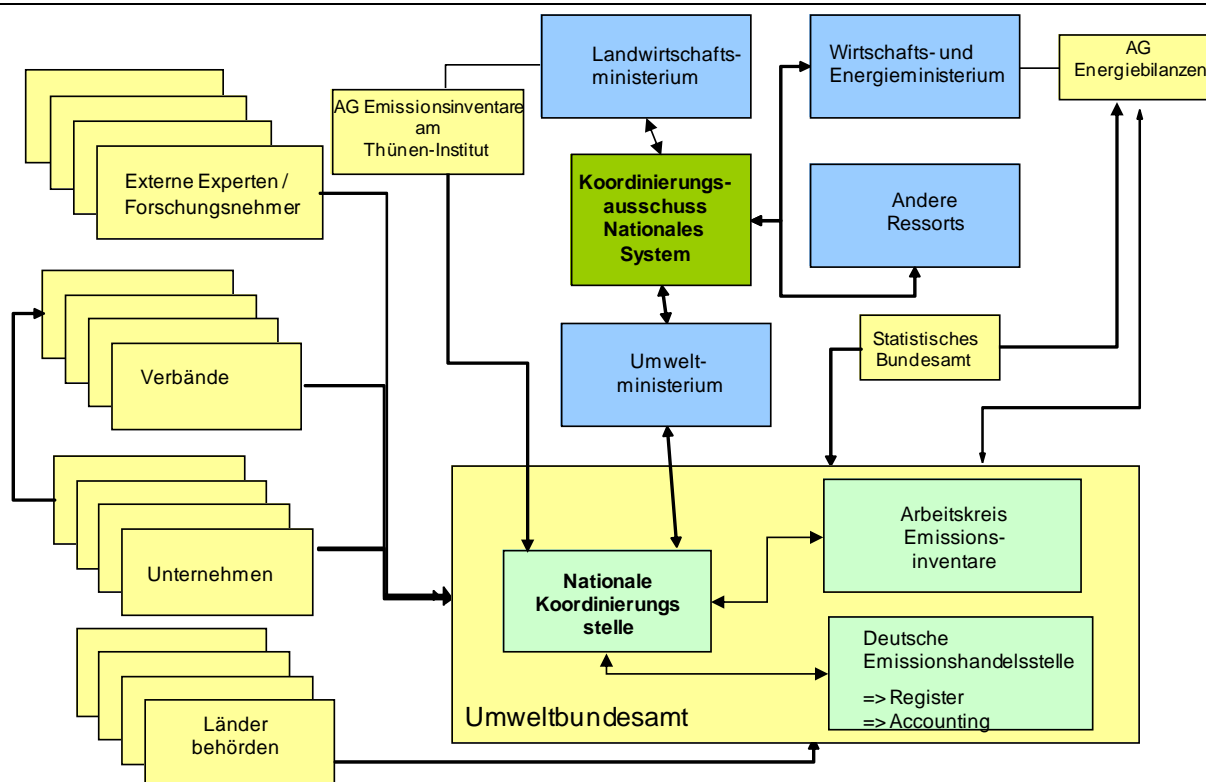 Landwirtschafts-
ministerium
Wirtschafts- und
Energieministerium
AG
Energiebilanzen
AG Emissionsinventare
am
Thünen-Institut
Externe Experten /
Forschungsnehmer
Koordinierungs-
ausschuss
Nationales
System
Andere
Ressorts
Statistisches
Bundesamt
Umwelt-
ministerium
Verbände
Unternehmen
Länder
behörden
Arbeitskreis
Emissions-
inventare
Nationale
Koordinierungs
stelle
Deutsche
Emissionshandelsstelle
=> Register
=> Accounting
Umweltbundesamt